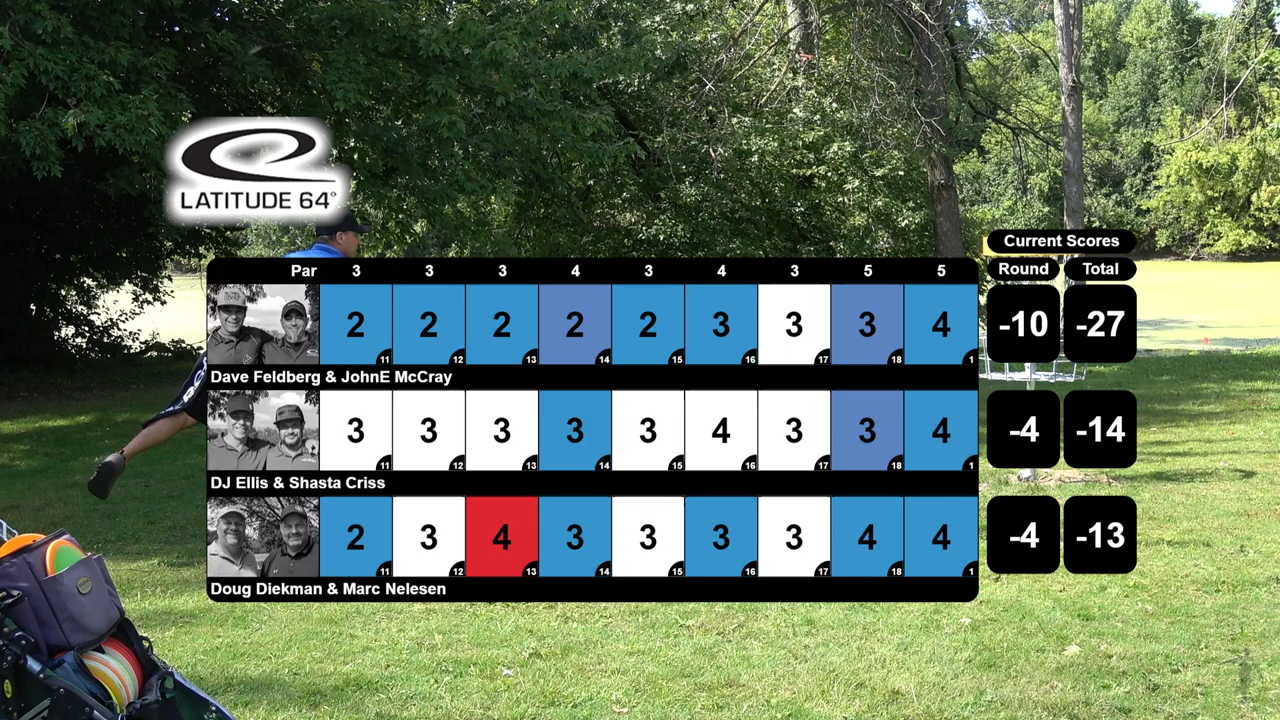 LATITUDE 64°
Current Scores
Par 3 3 3 4 3 4 3 5 5 Round Total
2 2 2 2 2 3 3 3 4 -10 -27
11 12 13 14 15 16 17 18 1
Dave Feldberg & JohnE McCray
3 3 3 3 3 4 3 3 4 -4 -14
11 12 13 14 15 16 17 18 1
DJ Ellis & Shasta Criss
2 3 4 3 3 3 3 4 4 -4 -13
11 12 13 14 15 16 17 18 1
Doug Diekman & Marc Nelesen